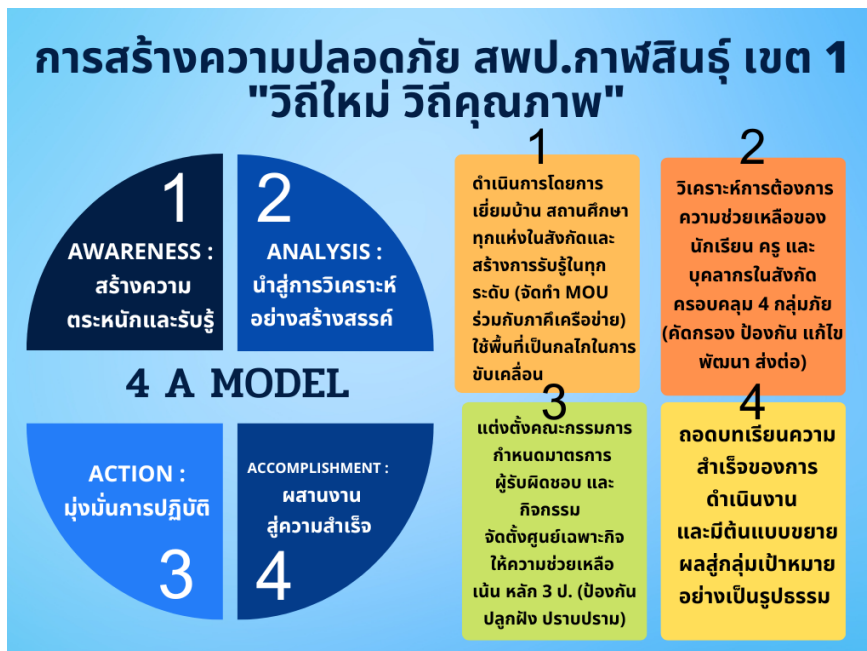 การสร้างความปลอดภัย สพป.กาฬสินธุ์ เขต 1
"วิถีใหม่ วิถีคุณภาพ"
1
AWARENESS :
สร้างความ
ตระหนักและรับรู้
2
ANALYSIS :
นำสู่การวิเคราะห์
อย่างสร้างสรรค์
4 A MODEL
ACTION :
มุ่งมั่นการปฏิบัติ
3
ACCOMPLISHMENT :
ผสานงาน
สู่ความสำเร็จ
4
1
ดำเนินการโดยการ
เยี่ยมบ้าน สถานศึกษา
ทุกแห่งในสังกัดและ
สร้างการรับรู้ในทุก
ระดับ (จัดทำ MOU
ร่วมกับภาคีเครือข่าย)
ใช้พื้นที่เป็นกลไกในการ
ขับเคลื่อน
2
วิเคราะห์การต้องการ
ความช่วยเหลือของ
นักเรียน ครู และ
บุคลากรในสังกัด
ครอบคลุม 4 กลุ่มภัย
(คัดกรอง ป้องกัน แก้ไข
พัฒนา ส่งต่อ)
3
แต่งตั้งคณะกรรมการ
กำหนดมาตรการ
ผู้รับผิดชอบ และ
กิจกรรม
จัดตั้งศูนย์เฉพาะกิจ
ให้ความช่วยเหลือ
เน้น หลัก 3 ป. (ป้องกัน
ปลูกฝัง ปราบปราม)
4
ถอดบทเรียนความ
สำเร็จของการ
ดำเนินงาน
และมีต้นแบบขยาย
ผลสู่กลุ่มเป้าหมาย
อย่างเป็นรูปธรรม